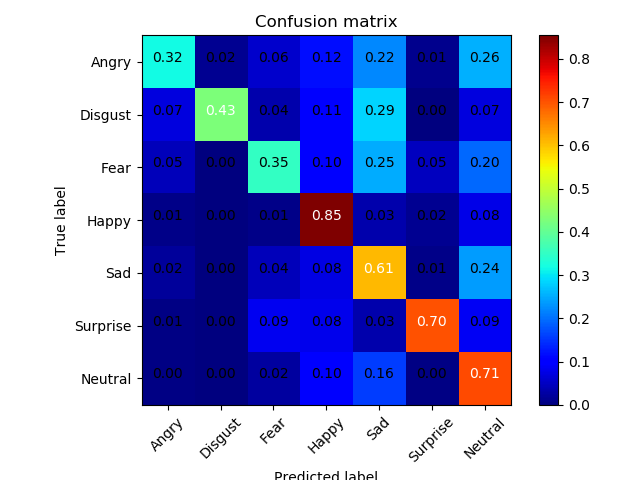 Confusion matrix
Angry 0.32 0.02 0.06 0.12 0.22 0.01 0.26
Disgust 0.07 0.43 0.04 0.11 0.29 0.00 0.07
Fear 0.05 0.00 0.35 0.10 0.25 0.05 0.20
Happy 0.01 0.00 0.01 0.85 0.03 0.02 0.08
Sad 0.02 0.00 0.04 0.08 0.61 0.01 0.24
Surprise 0.01 0.00 0.09 0.08 0.03 0.70 0.09
Neutral 0.00 0.00 0.02 0.10 0.16 0.00 0.71
True label
Angry Disgust Fear Happy Sad Surprise Neutral
Predicted label
0.8
0.7
0.6
0.5
0.4
0.3
0.2
0.1
0.0